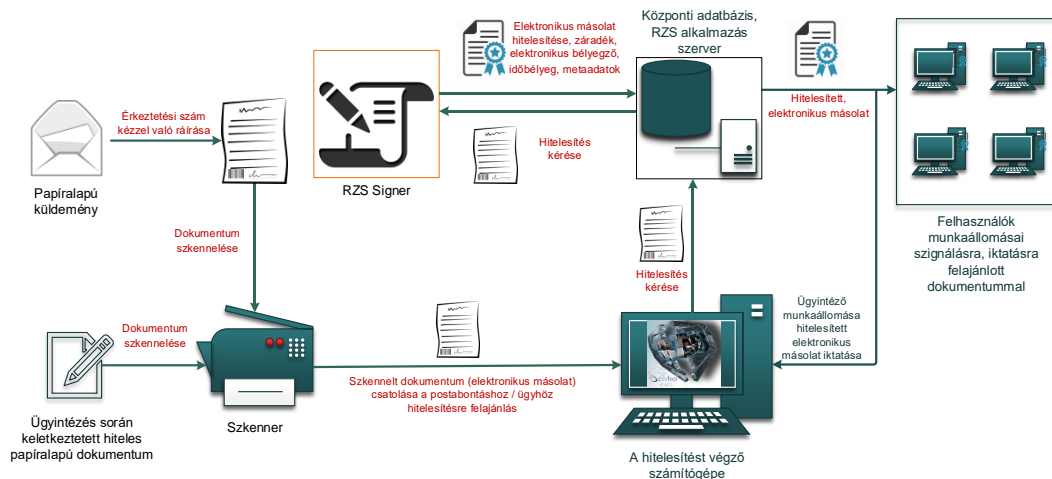 Elektronikus másolat
hitelesítése, záradék,
elektronikus bélyegző,
időbélyeg, metaadatok
Központi adatbázis,
RZS alkalmazás
szerver
Érkeztetési szám
kézzel való ráírása
Hitelesített,
elektronikus másolat
Hitelesítés
kérése
Papíralapú
küldemény
RZS Signer
Felhasználók
munkaállomásai
szignálásra, iktatásra
felajánlott
dokumentummal
Dokumentum
szkennelése
Hitelesítés
kérése
Ügyintéző
munkaállomása
hitelesített
elektronikus
másolat iktatása
Dokumentum
szkennelése
Szkennelt dokumentum (elektronikus másolat)
csatolása a postabontáshoz / ügyhöz
hitelesítésre felajánlás
Ügyintézés során
keletkeztetett hiteles
papíralapú dokumentum
Szkenner
A hitelesítést végző
számítógépe